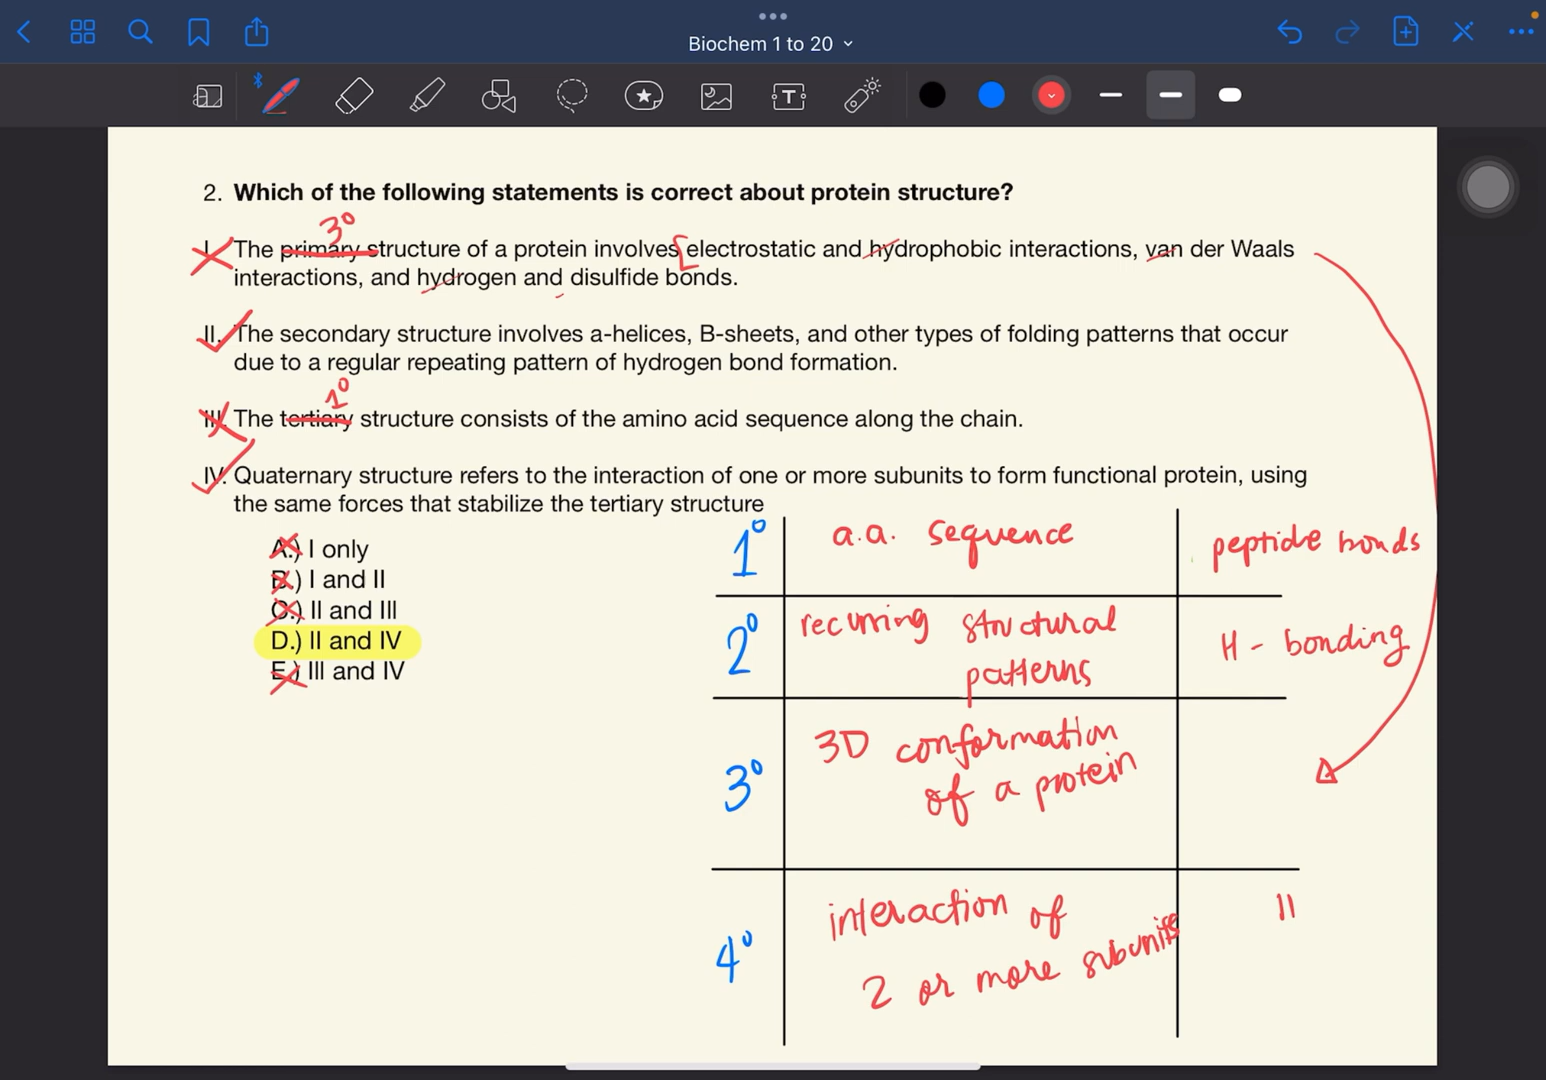 Biochem 1 to 20
T
2. Which of the following statements is correct about protein structure?
3°
I. The primary structure of a protein involves [electrostatic and hydrophobic interactions, van der Waals
interactions, and hydrogen and disulfide bonds.
II. The secondary structure involves a-helices, B-sheets, and other types of folding patterns that occur
due to a regular repeating pattern of hydrogen bond formation.
1°
III. The tertiary structure consists of the amino acid sequence along the chain.
IV. Quaternary structure refers to the interaction of one or more subunits to form functional protein, using
the same forces that stabilize the tertiary structure
A.) I only
B.) I and II
C.) II and III
D.) II and IV
E.) III and IV
1° a.a. sequence peptide bonds
2° recurring structural
patterns
H - bonding
3° 3D conformation
of a protein
4° interaction of
2 or more subunits
"